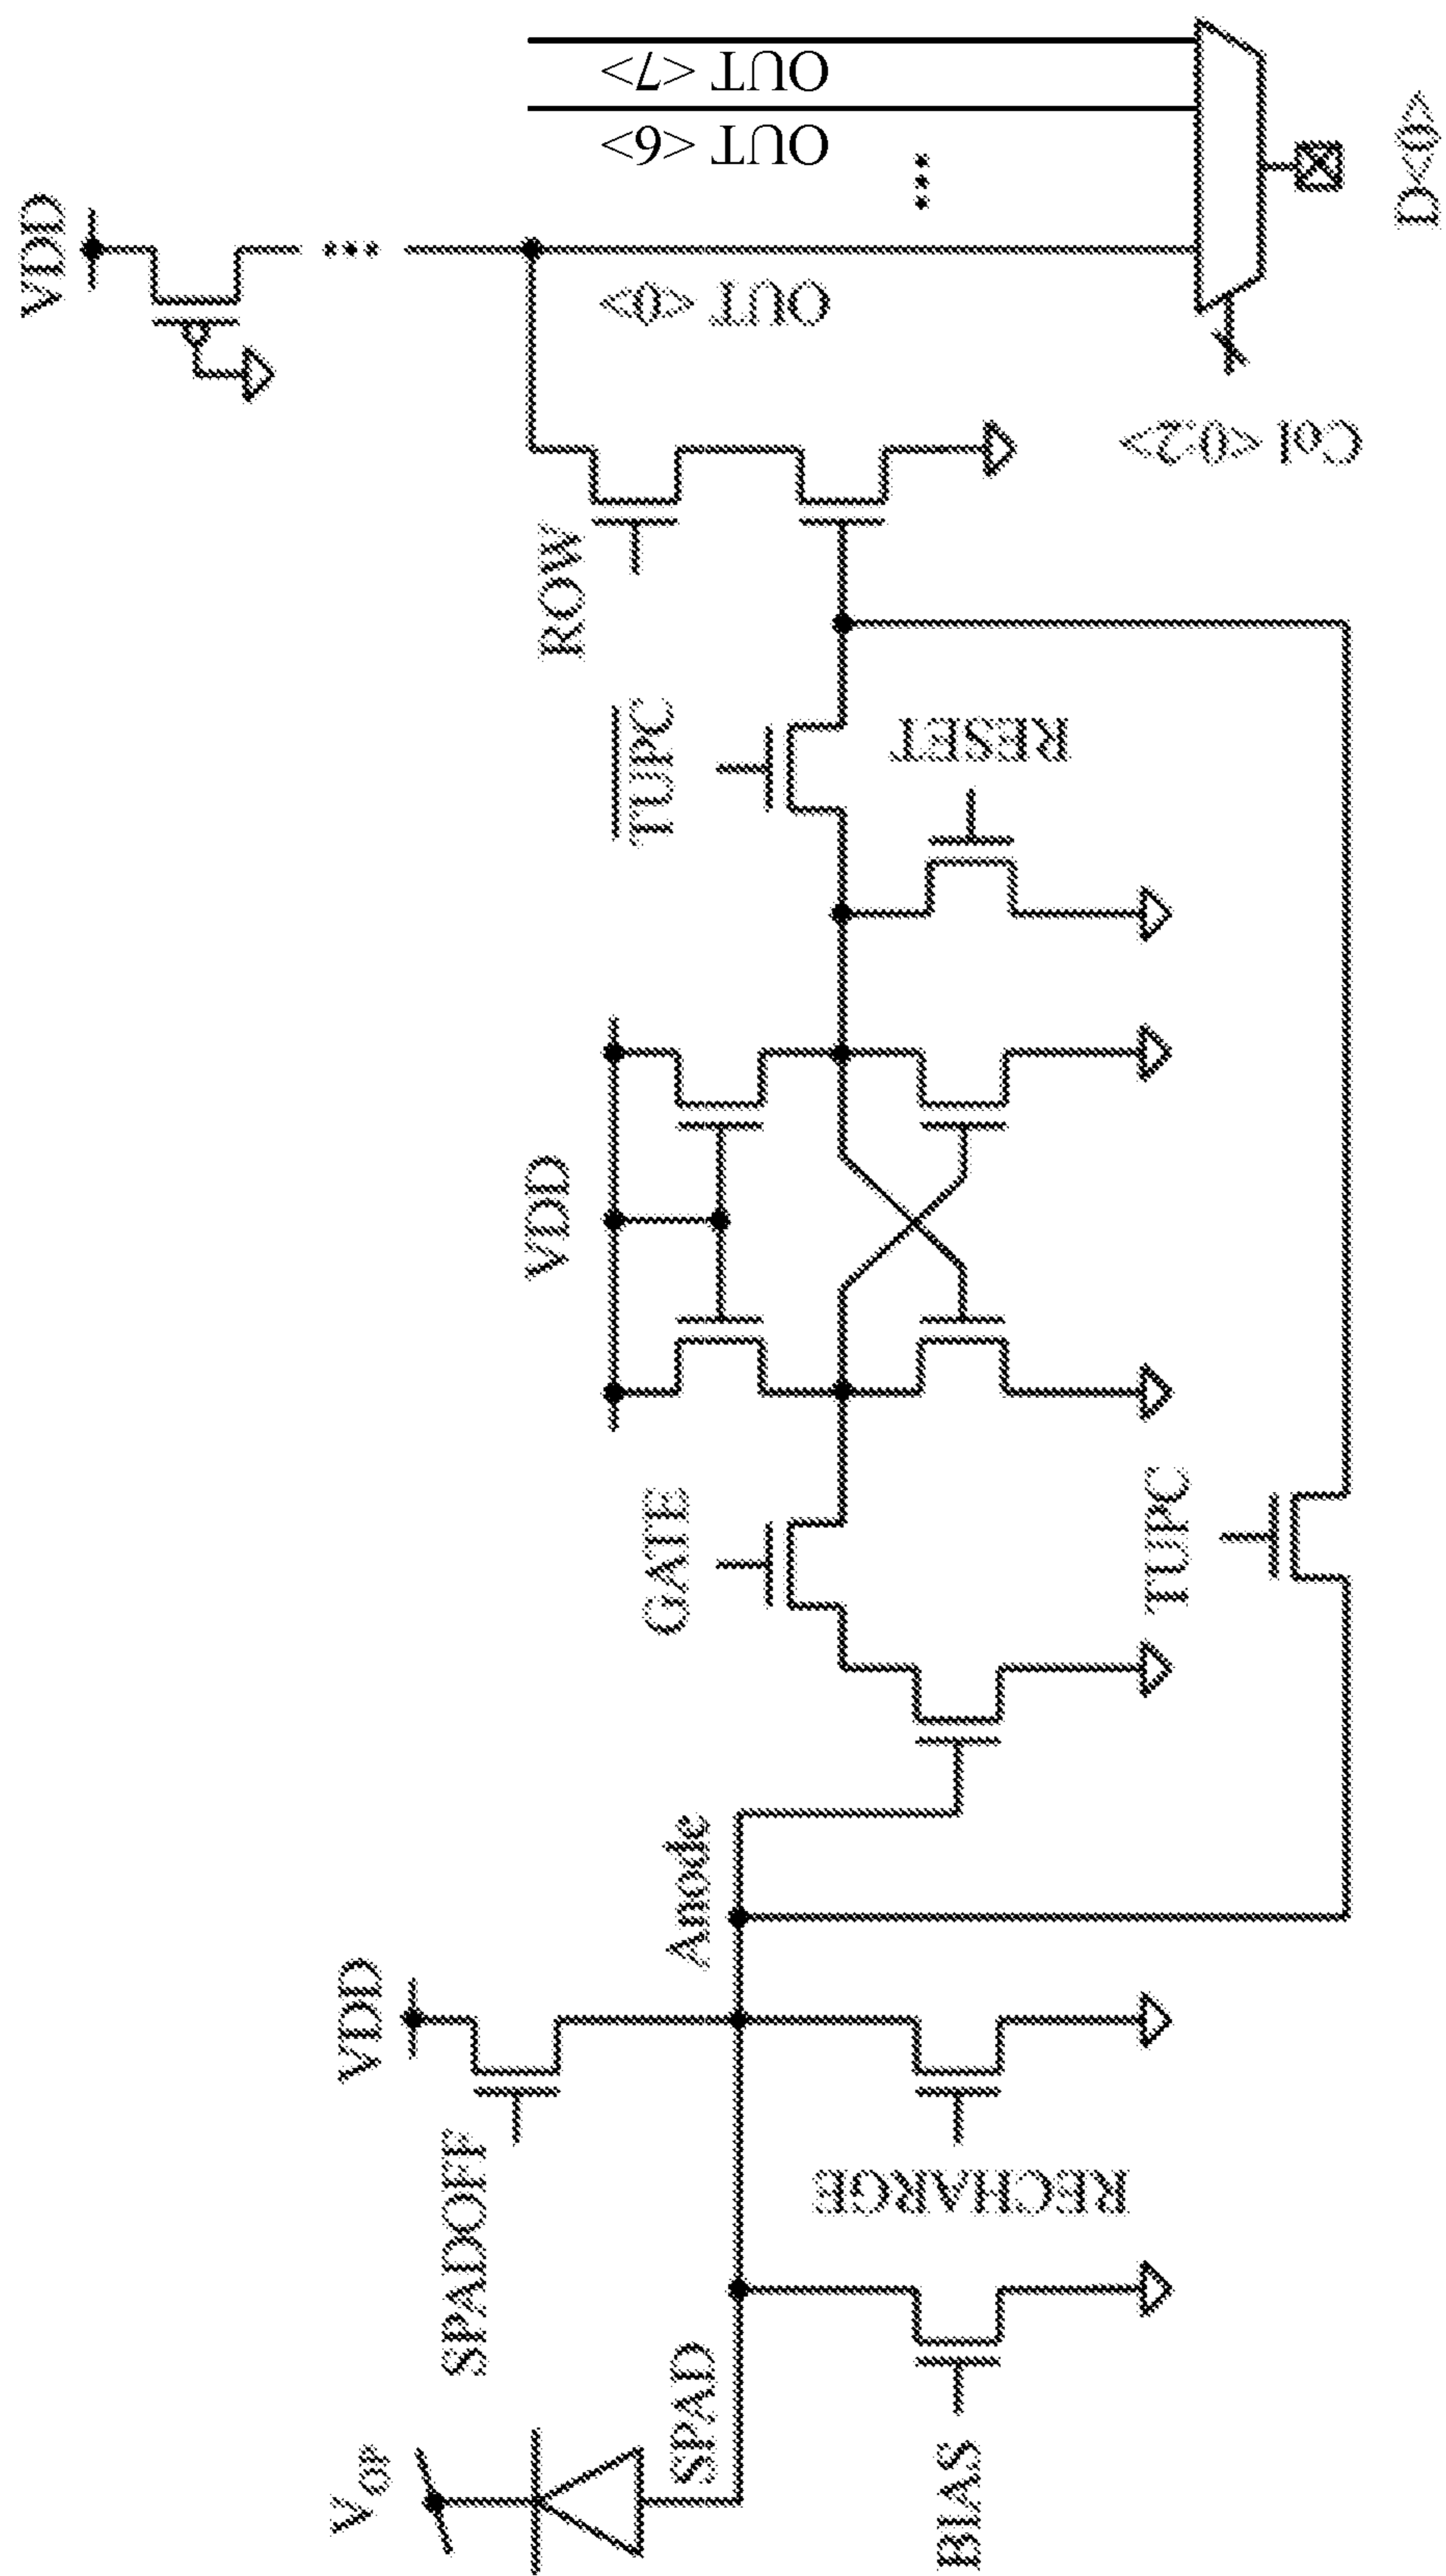 V_OP
SPAD
BIAS
SPADOFF
VDD
RECHARGE
Anode
GATE
TUPC
VDD
RESET
TUPC
ROW
VDD
OUT <0>
OUT <6>
OUT <7>
...
Col <0:2>
D<0>